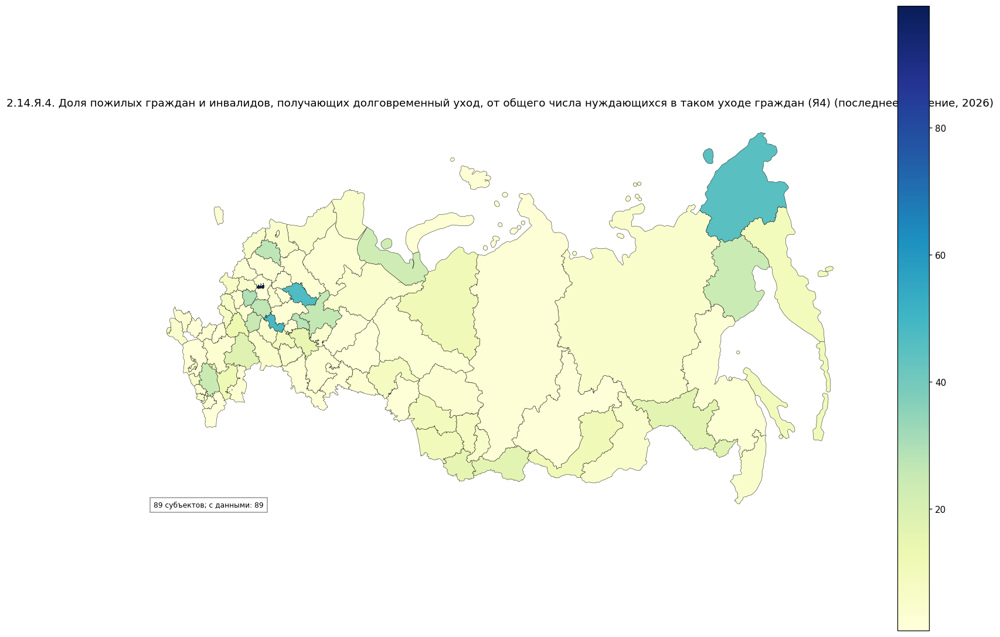 2.14.Я.4. Доля пожилых граждан и инвалидов, получающих долговременный уход, от общего числа нуждающихся в таком уходе граждан (Я4) (последнее ение, 2026)
80
60
40
20
89 субъектов; с данными: 89